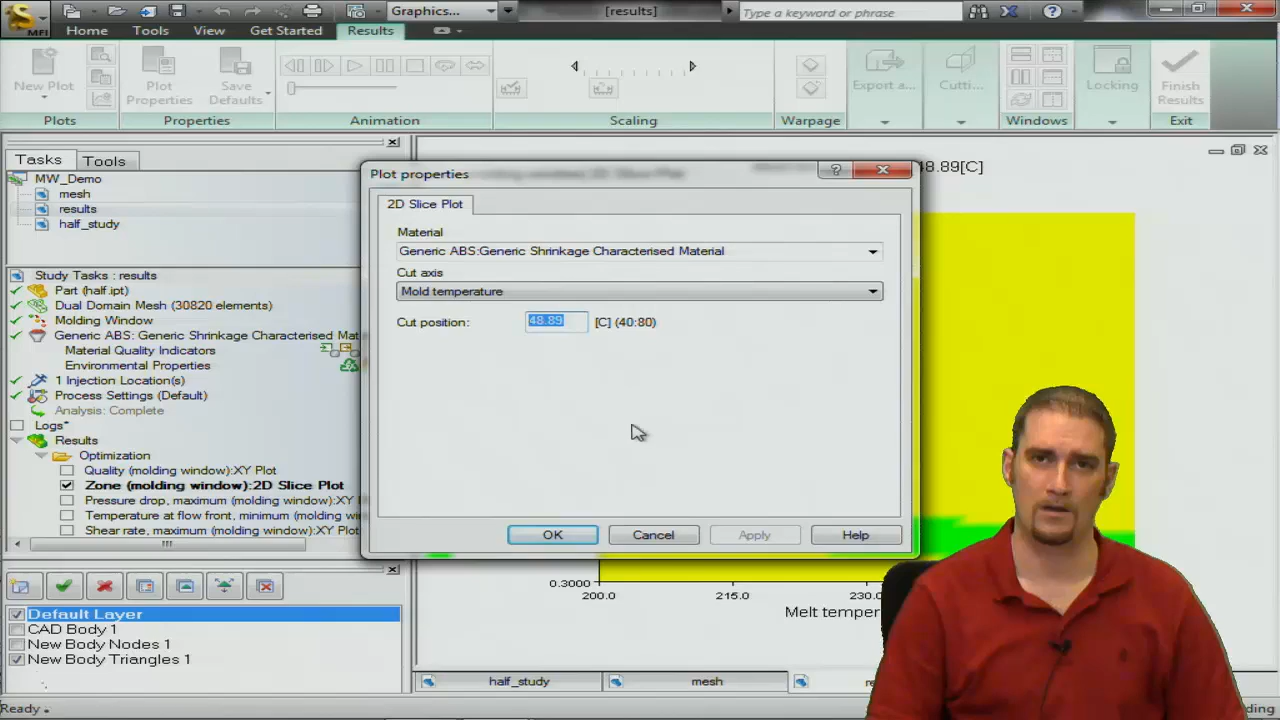 MFI
Graphics...
[results]
Type a keyword or phrase
Home
Tools
View
Get Started
Results
New Plot
Plot Properties
Save Defaults
Export a...
Cutti...
Locking
Finish Results
Plots
Properties
Animation
Scaling
Warpage
Windows
Exit
Tasks
Tools
MW_Demo
mesh
results
half_study
Study Tasks : results
Part (half.ipt)
Dual Domain Mesh (30820 elements)
Molding Window
Generic ABS: Generic Shrinkage Characterised Mat
Material Quality Indicators
Environmental Properties
1 Injection Location(s)
Process Settings (Default)
Analysis: Complete
Logs*
Results
Optimization
Quality (molding window):XY Plot
Zone (molding window):2D Slice Plot
Pressure drop, maximum (molding window):XY
Temperature at flow front, minimum (molding window)
Shear rate, maximum (molding window):XY Plot
Default Layer
CAD Body 1
New Body Nodes 1
New Body Triangles 1
Ready
Plot properties
2D Slice Plot
Material
Generic ABS:Generic Shrinkage Characterised Material
Cut axis
Mold temperature
Cut position:
48.89
[C] (40:80)
OK
Cancel
Apply
Help
48.89[C]
0.3000
200.0
215.0
230.
Melt temper
half_study
mesh